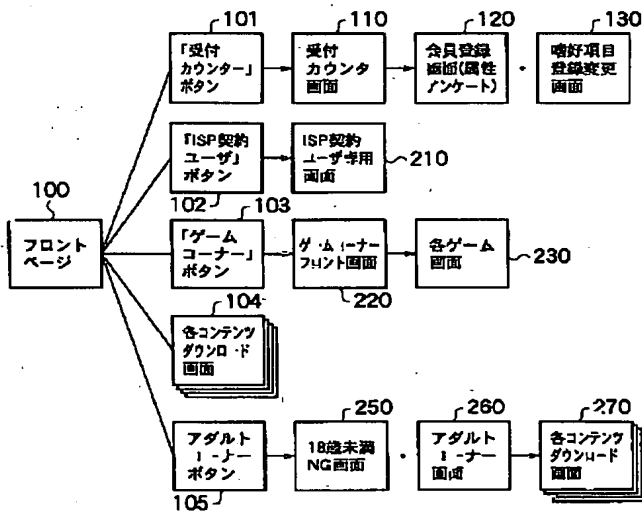 101
110
120
130
「受付
カウンター」
ボタン
受付
カウンタ
画面
会員登録
画面(属性
アンケート)
嗜好項目
登録変更
画面
「ISP契約
ユーザ」
ボタン
ISP契約
ユーザ専用
画面
210
102
103
100
フロント
ページ
「ゲーム
コーナー」
ボタン
ゲームコーナー
フロント画面
各ゲーム
画面
230
220
104
各コンテンツ
ダウンロード
画面
250
260
270
アダルト
コーナー
ボタン
18歳未満
NG画面
アダルト
コーナー
画面
各コンテンツ
ダウンロード
画面
105